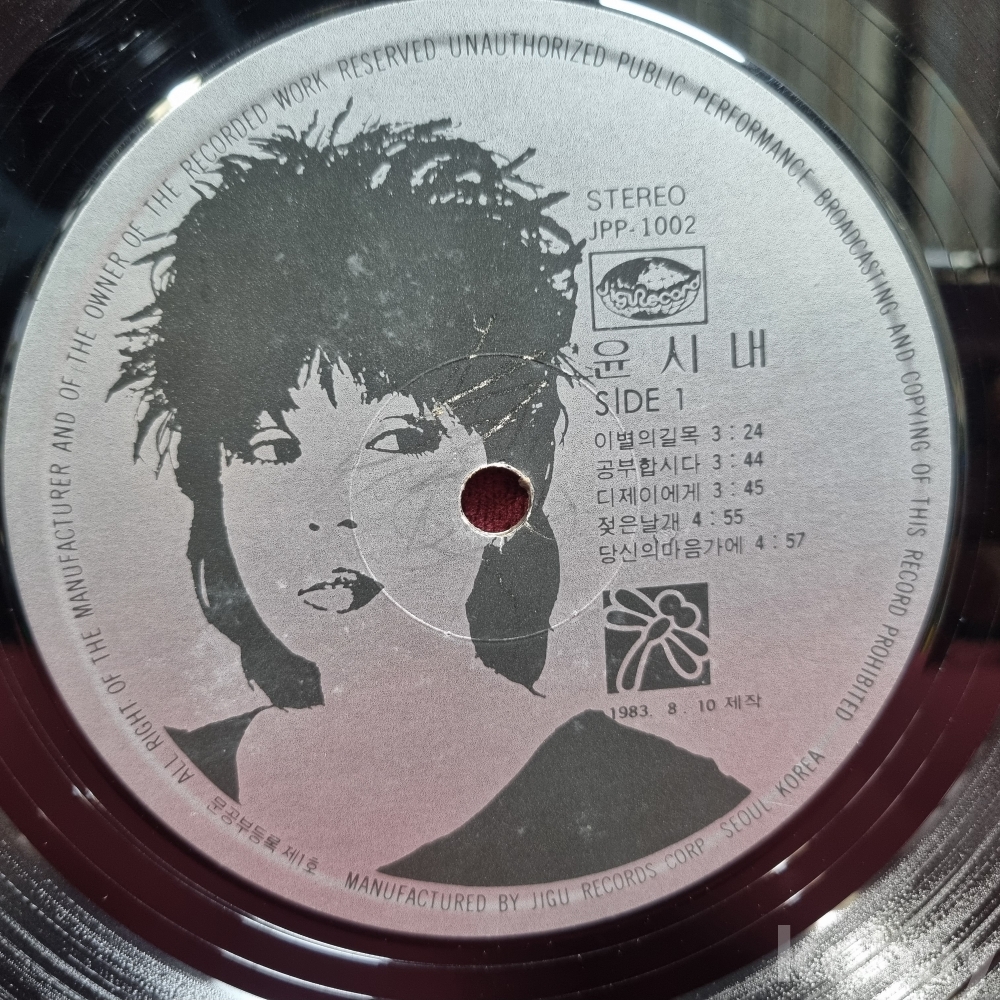 ALL RIGHT OF THE MANUFACTURER AND OF THE OWNER OF THE RECORDED WORK RESERVED. UNAUTHORIZED PUBLIC PERFORMANCE BROADCASTING AND COPYING OF THIS RECORD PROHIBITED
STEREO
JPP-1002
JiguRecord
윤시내
SIDE 1
이별의길목 3 : 24
공부합시다 3 : 44
디제이에게 3 : 45
젖은날개 4 : 55
당신의마음가에 4 : 57
1983. 8. 10 제작
문공부등록 제1호
MANUFACTURED BY JIGU RECORDS CORP. SEOUL KOREA